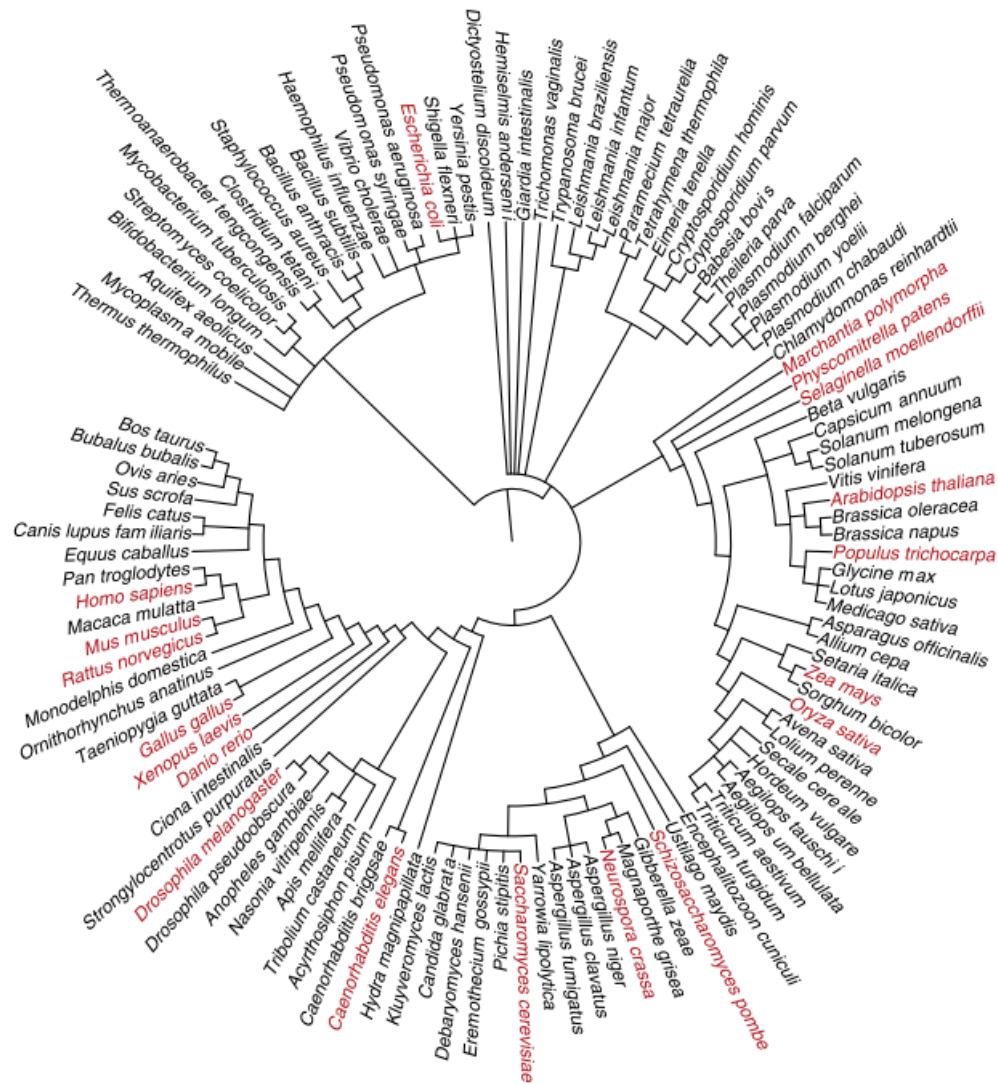 Dictyostelium discoideum
Hemiselmis andersenii
Giardia intestinalis
Trichomonas vaginalis
Trypanosoma brucei
Leishmania braziliensis
Leishmania infantum
Leishmania major
Paramecium tetraurelia
Tetrahymena thermophila
Eimeria tenella
Cryptosporidium hominis
Cryptosporidium parvum
Babesia bovis
Theileria parva
Plasmodium falciparum
Plasmodium berghei
Plasmodium yoelii
Plasmodium chabaudi
Chlamydomonas reinhardtii
Marchantia polymorpha
Physcomitrella patens
Selaginella moellendorffii
Beta vulgaris
Capsicum annuum
Solanum melongena
Solanum tuberosum
Vitis vinifera
Arabidopsis thaliana
Brassica oleracea
Brassica napus
Populus trichocarpa
Glycine max
Lotus japonicus
Medicago sativa
Asparagus officinalis
Allium cepa
Setaria italica
Zea mays
Sorghum bicolor
Oryza sativa
Avena sativa
Lolium perenne
Secale cereale
Hordeum vulgare
Aegilops tauschii
Aegilops umbellulata
Triticum aestivum
Triticum turgidum
Encephalitozoon cuniculi
Ustilago maydis
Schizosaccharomyces pombe
Gibberella zeae
Magnaporthe grisea
Neurospora crassa
Aspergillus niger
Aspergillus clavatus
Aspergillus fumigatus
Yarrowia lipolytica
Saccharomyces cerevisiae
Pichia stipitis
Eremothecium gossypii
Debaryomyces hansenii
Candida glabrata
Kluyveromyces lactis
Hydra magnipapillata
Caenorhabditis elegans
Caenorhabditis briggsae
Acyrthosiphon pisum
Tribolium castaneum
Apis mellifera
Nasonia vitripennis
Anopheles gambiae
Drosophila pseudoobscura
Drosophila melanogaster
Strongylocentrotus purpuratus
Ciona intestinalis
Danio rerio
Xenopus laevis
Gallus gallus
Taeniopygia guttata
Ornithorhynchus anatinus
Monodelphis domestica
Rattus norvegicus
Mus musculus
Macaca mulatta
Homo sapiens
Pan troglodytes
Equus caballus
Canis lupus familiaris
Felis catus
Sus scrofa
Ovis aries
Bubalus bubalis
Bos taurus
Thermus thermophilus
Mycoplasma mobile
Aquifex aeolicus
Bifidobacterium longum
Streptomyces coelicolor
Mycobacterium tuberculosis
Thermoanaerobacter tengcongensis
Clostridium tetani
Staphylococcus aureus
Bacillus anthracis
Bacillus subtilis
Haemophilus influenzae
Vibrio cholerae
Pseudomonas syringae
Pseudomonas aeruginosa
Escherichia coli
Shigella flexneri
Yersinia pestis